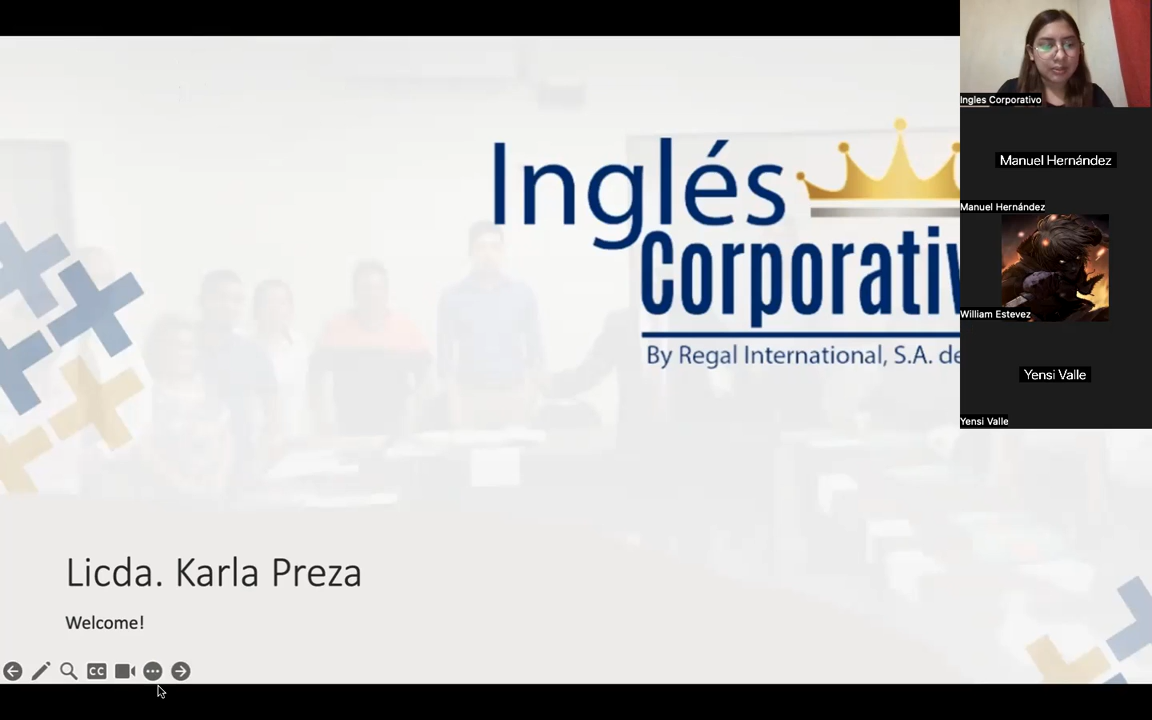 Inglés
Corporativ
By Regal International, S.A. de
Licda. Karla Preza
Welcome!
CC
Ingles Corporativo
Manuel Hernández
Manuel Hernández
William Estevez
Yensi Valle
Yensi Valle